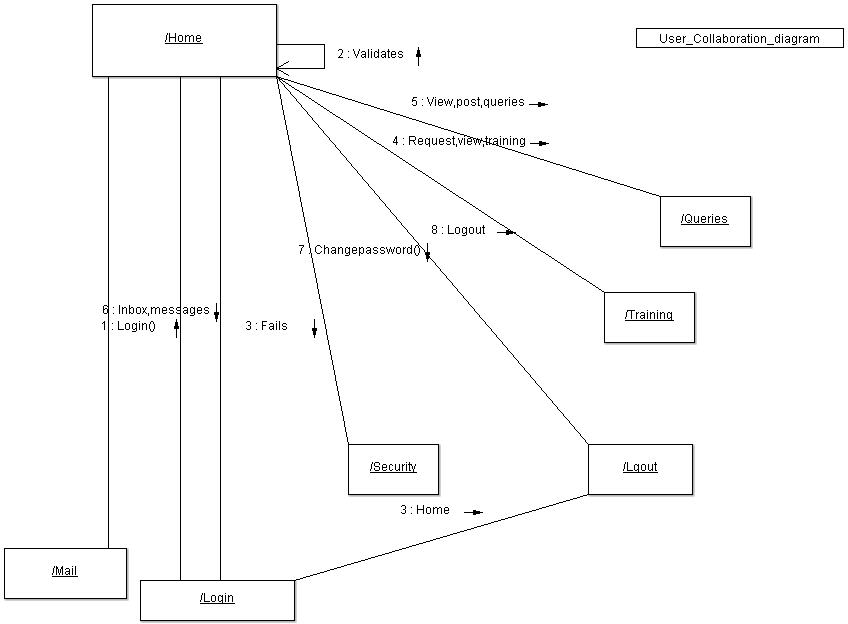 /Home
2 : Validates
User_Collaboration_diagram
5 : View,post,queries
4 : Request,view,training
/Queries
8 : Logout
7 : Changepassword()
6 : Inbox,messages
1 : Login()
3 : Fails
/Training
/Security
/Lgout
3 : Home
/Mail
/Login